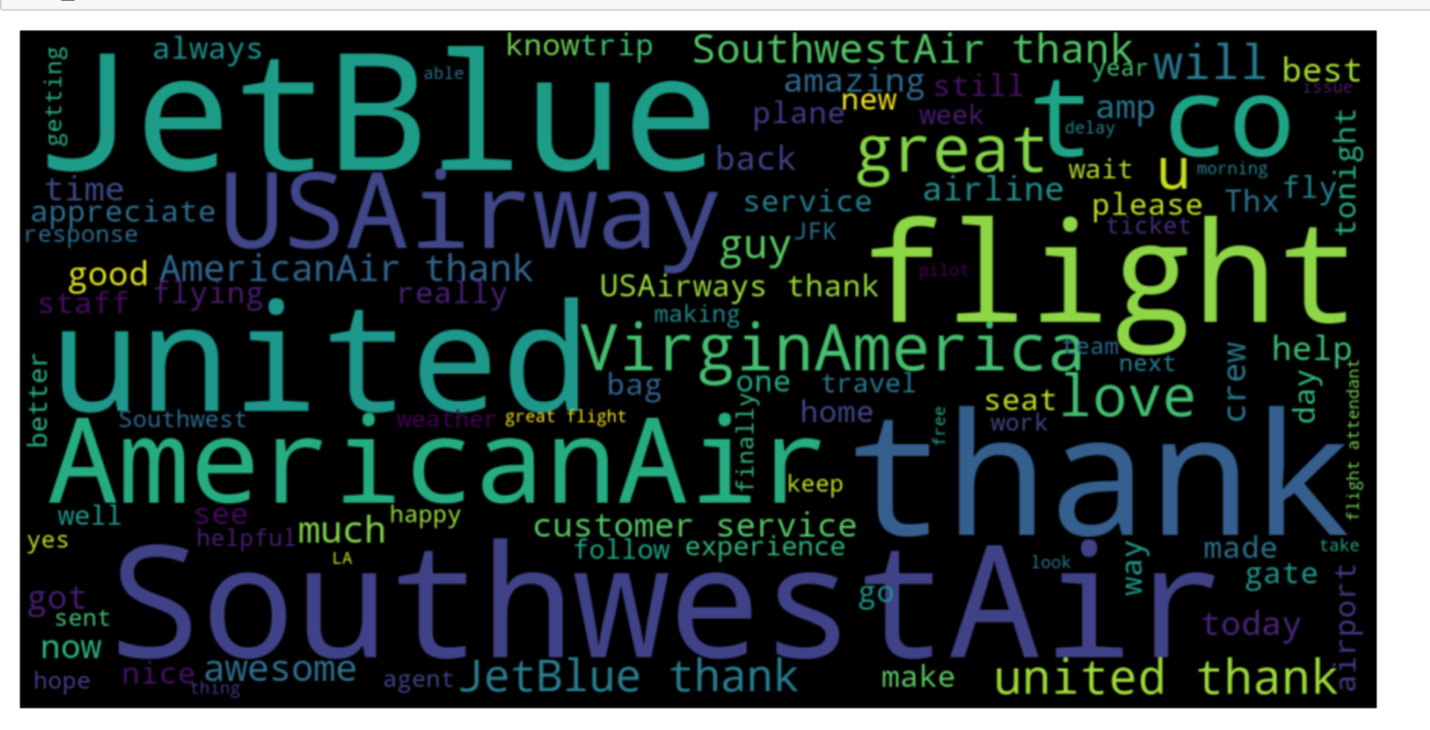 getting
always
JetBlue
able
knowtrip
SouthwestAir thank
year
will
best
issue
amazing
still
new
plane
week
t co
amp
delay
tonight
back
great
wait
u
morning
time
USAirway
service
airline
please
Thx
fly
appreciate
response
guy
JFK
ticket
flight
good
AmericanAir thank
pilot
staff
flying
really
USAirways thank
making
united
VirginAmerica
team
next
crew
help
better
bag
one
travel
day
Southwest
weather
great flight
home
seat
love
work
free
flight attendant
AmericanAir
finally
keep
thank
well
see
much
happy
customer service
yes
helpful
LA
follow
experience
way
made
take
got
SouthwestAir
go
look
gate
sent
now
today
airport
hope
nice
thing
awesome
agent
JetBlue thank
make
united thank